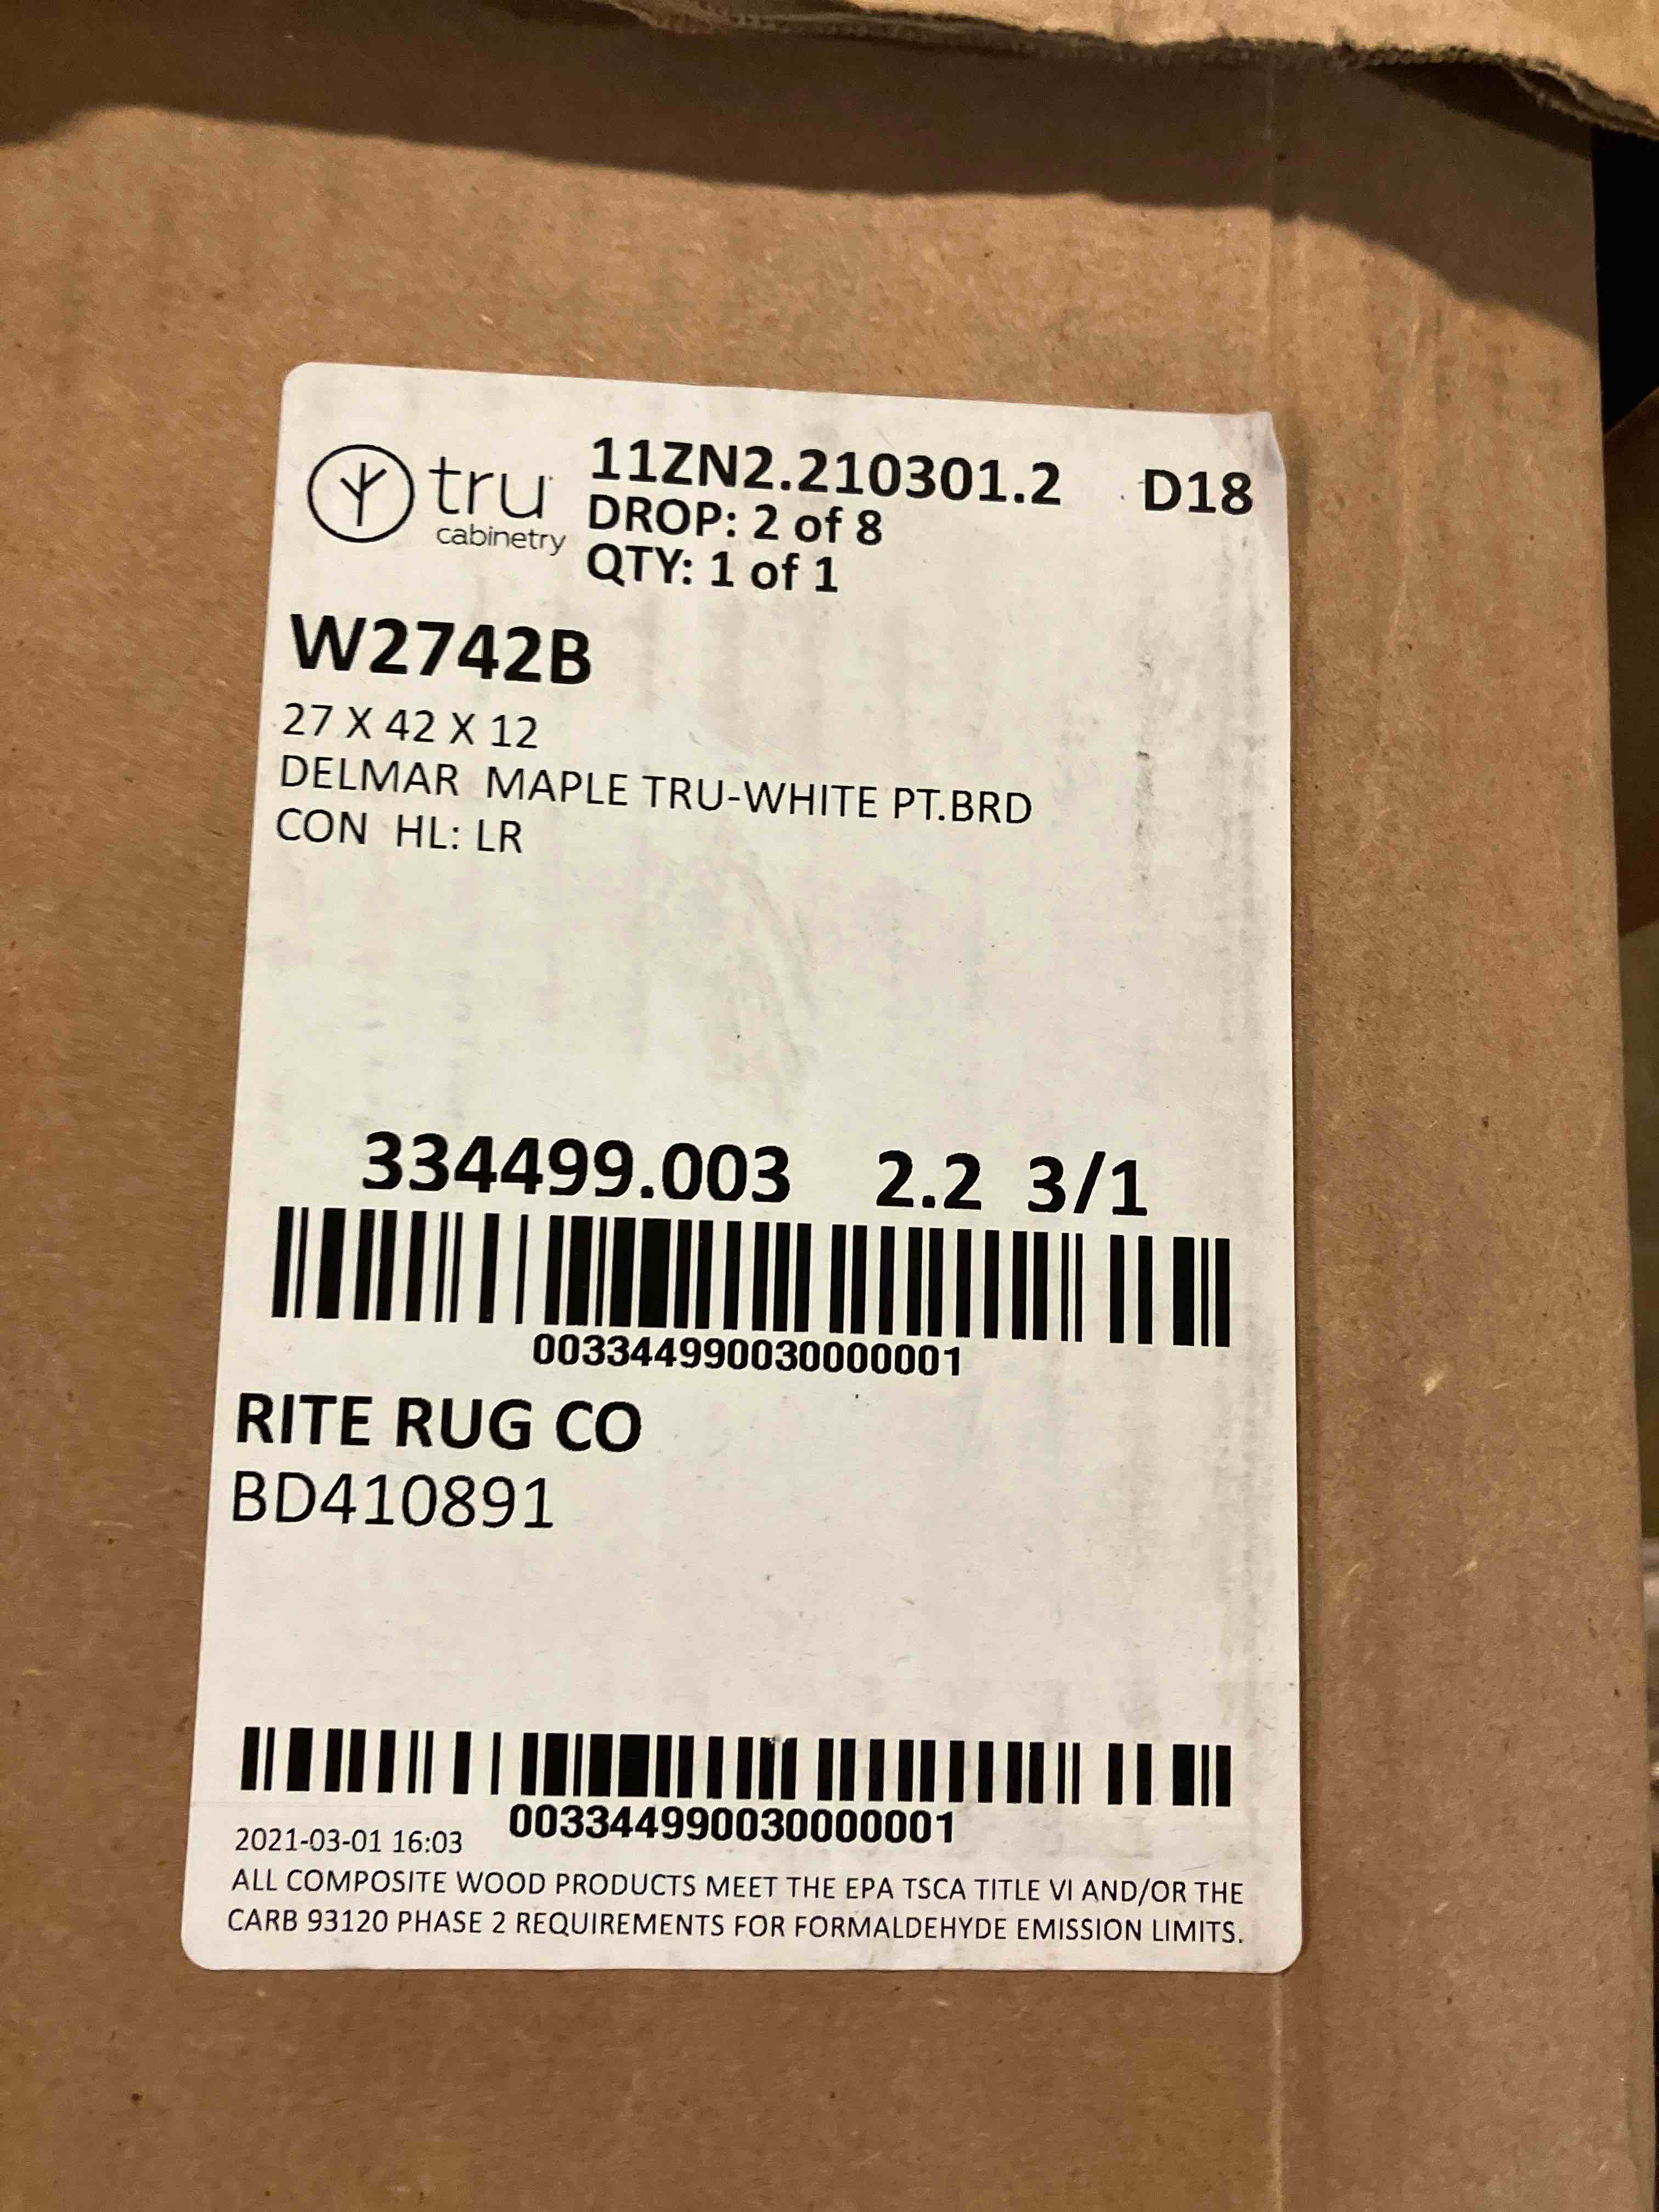 tru
cabinetry
11ZN2.210301.2 D18
DROP: 2 of 8
QTY: 1 of 1
W2742B
27 X 42 X 12
DELMAR MAPLE TRU-WHITE PT.BRD
CON HL: LR
334499.003 2.2 3/1
003344990030000001
RITE RUG CO
BD410891
003344990030000001
2021-03-01 16:03
ALL COMPOSITE WOOD PRODUCTS MEET THE EPA TSCA TITLE VI AND/OR THE
CARB 93120 PHASE 2 REQUIREMENTS FOR FORMALDEHYDE EMISSION LIMITS.